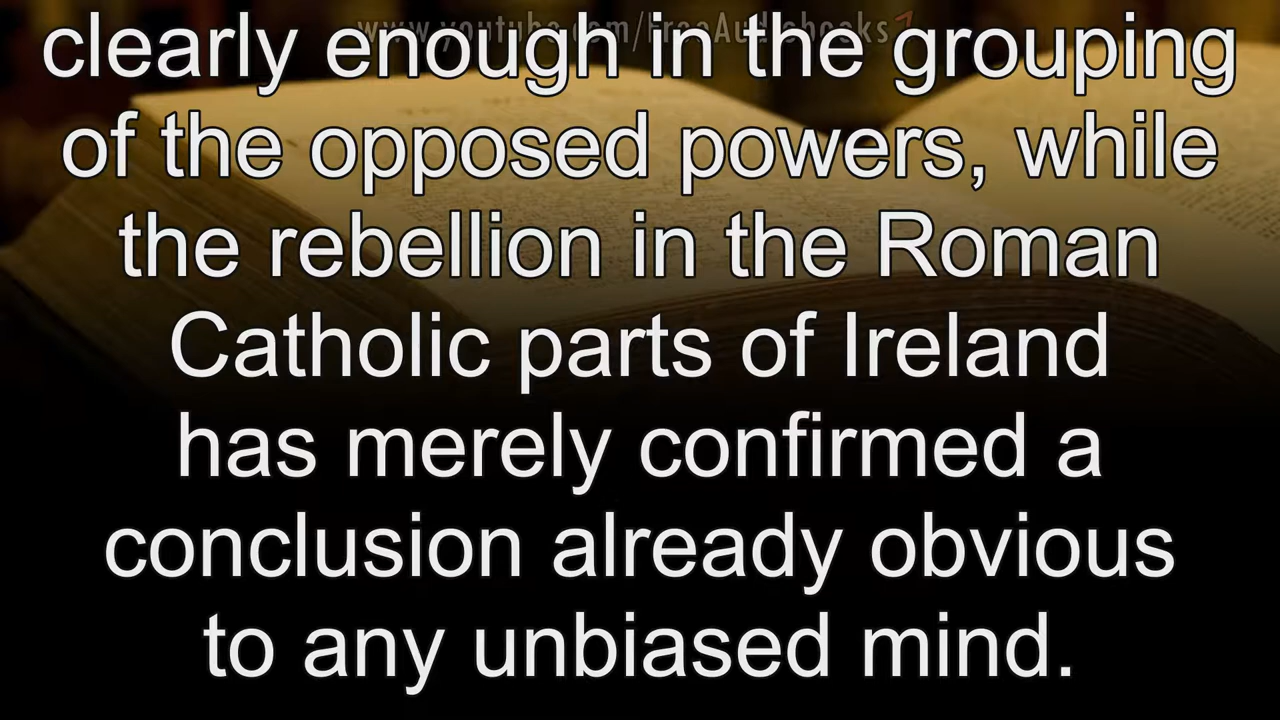 www.youtube.com/FreeAudiobooks
clearly enough in the grouping
of the opposed powers, while
the rebellion in the Roman
Catholic parts of Ireland
has merely confirmed a
conclusion already obvious
to any unbiased mind.